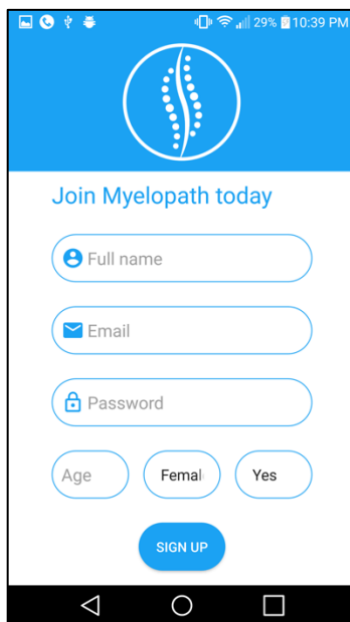 29% 10:39 PM
Join Myelopath today
Full name
Email
Password
Age Femal Yes
SIGN UP